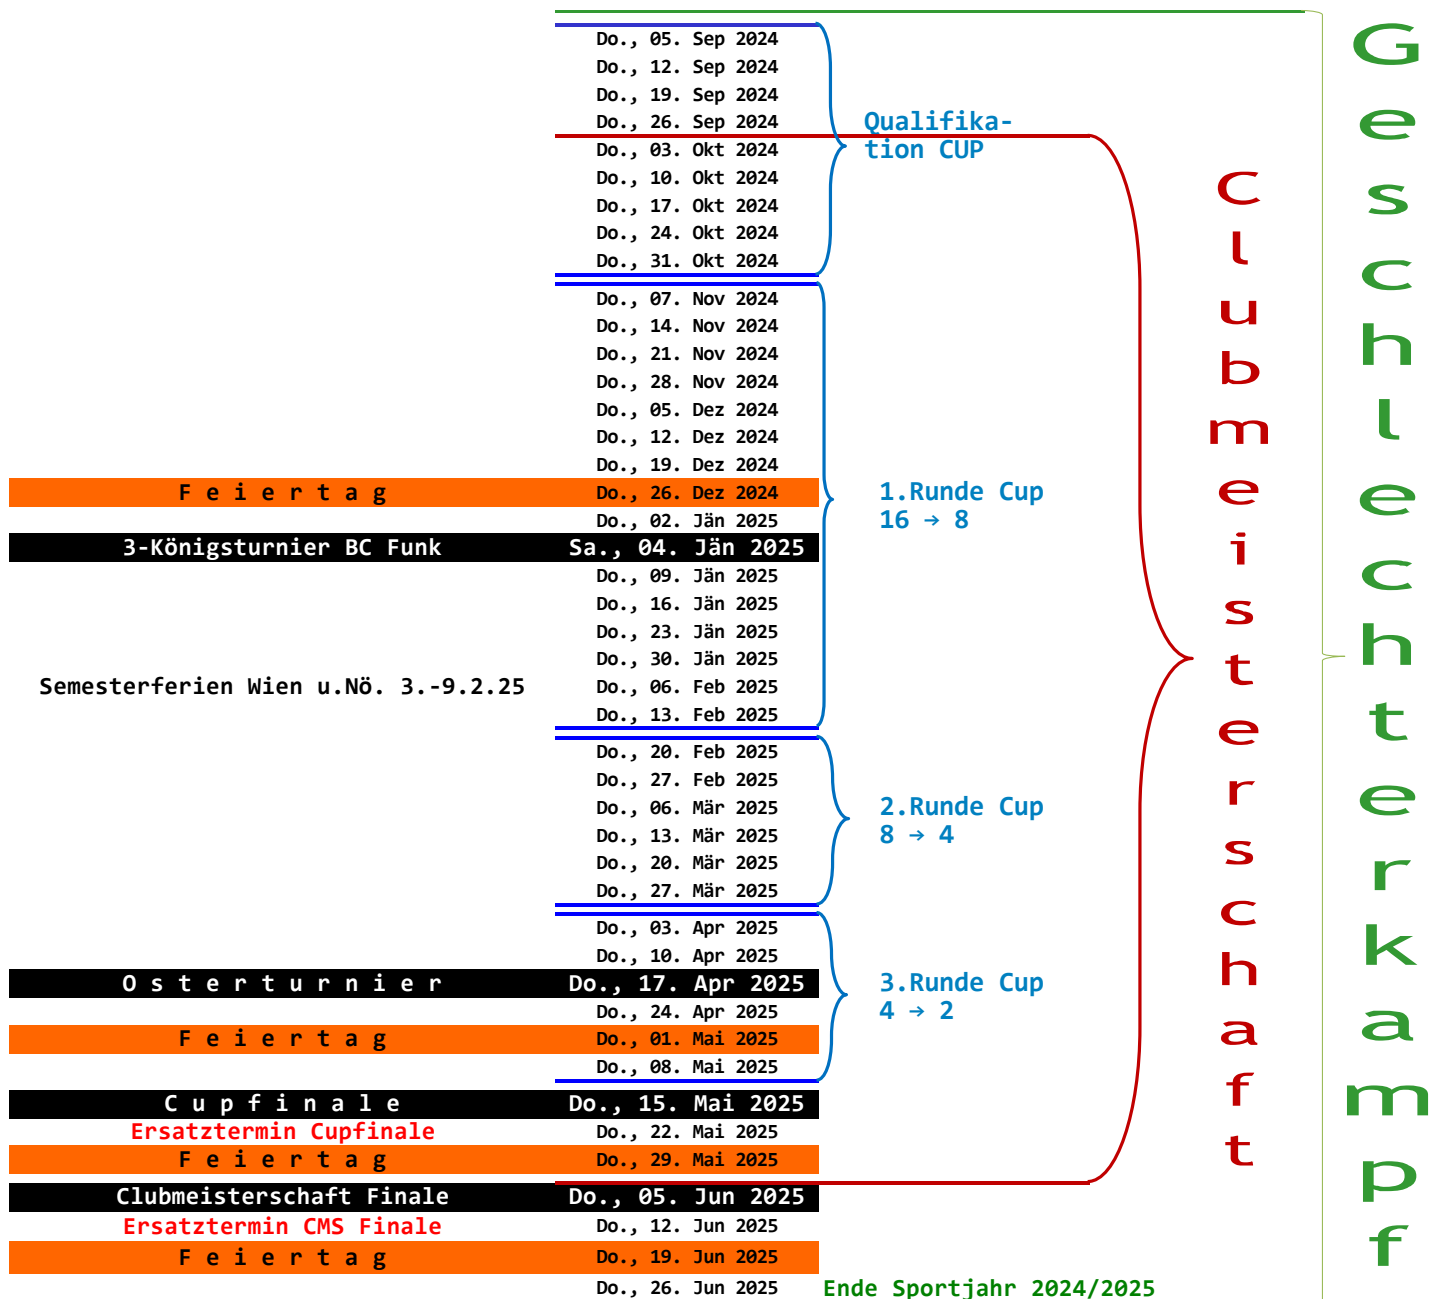 Do., 05. Sep 2024
Do., 12. Sep 2024
Do., 19. Sep 2024
Do., 26. Sep 2024
Qualifika-
tion CUP
Do., 03. Okt 2024
Do., 10. Okt 2024
Do., 17. Okt 2024
Do., 24. Okt 2024
Do., 31. Okt 2024
Do., 07. Nov 2024
Do., 14. Nov 2024
Do., 21. Nov 2024
Do., 28. Nov 2024
Do., 05. Dez 2024
Do., 12. Dez 2024
Do., 19. Dez 2024
F e i e r t a g Do., 26. Dez 2024
1.Runde Cup
16 → 8
Do., 02. Jän 2025
3-Königsturnier BC Funk Sa., 04. Jän 2025
Do., 09. Jän 2025
Do., 16. Jän 2025
Do., 23. Jän 2025
Do., 30. Jän 2025
Semesterferien Wien u.Nö. 3.-9.2.25 Do., 06. Feb 2025
Do., 13. Feb 2025
Do., 20. Feb 2025
Do., 27. Feb 2025
Do., 06. Mär 2025
2.Runde Cup
8 → 4
Do., 13. Mär 2025
Do., 20. Mär 2025
Do., 27. Mär 2025
Do., 03. Apr 2025
Do., 10. Apr 2025
O s t e r t u r n i e r Do., 17. Apr 2025
3.Runde Cup
4 → 2
Do., 24. Apr 2025
F e i e r t a g Do., 01. Mai 2025
Do., 08. Mai 2025
C u p f i n a l e Do., 15. Mai 2025
Ersatztermin Cupfinale Do., 22. Mai 2025
F e i e r t a g Do., 29. Mai 2025
Clubmeisterschaft Finale Do., 05. Jun 2025
Ersatztermin CMS Finale Do., 12. Jun 2025
F e i e r t a g Do., 19. Jun 2025
Do., 26. Jun 2025 Ende Sportjahr 2024/2025
Clubmeisterschaft
Geschlechterkampf